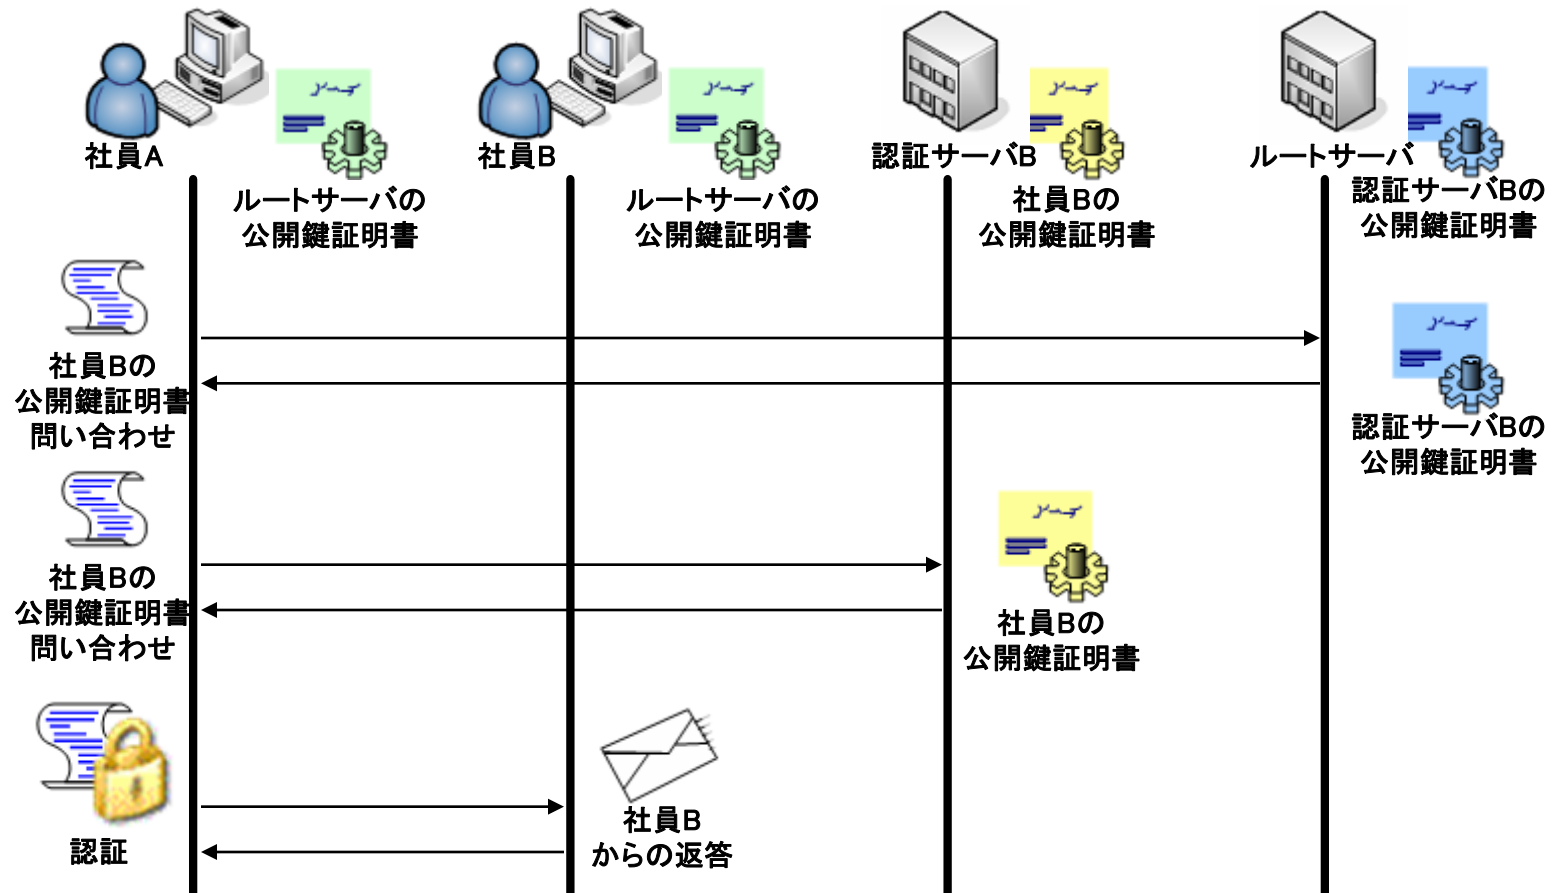 社員A
社員B
認証サーバB
ルートサーバ
ルートサーバの
公開鍵証明書
ルートサーバの
公開鍵証明書
社員Bの
公開鍵証明書
認証サーバBの
公開鍵証明書
社員Bの
公開鍵証明書
問い合わせ
認証サーバBの
公開鍵証明書
社員Bの
公開鍵証明書
問い合わせ
社員Bの
公開鍵証明書
認証
社員B
からの返答